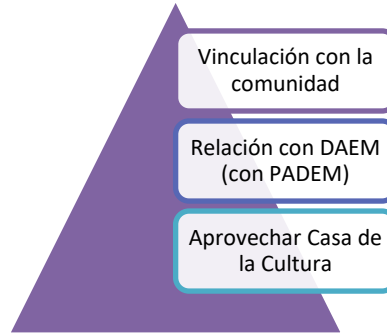 Vinculación con la
comunidad
Relación con DAEM
(con PADEM)
Aprovechar Casa de
la Cultura